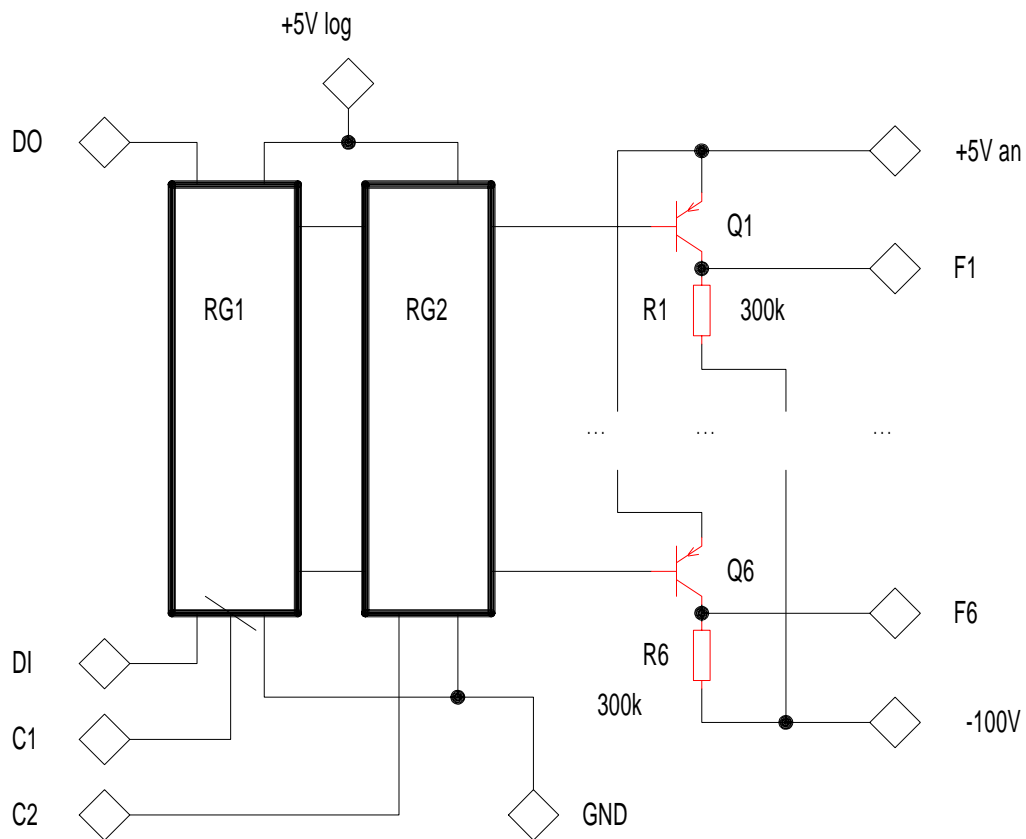 +5V log
DO
+5V an
Q1
F1
RG1
RG2
R1
300k
...
...
...
Q6
F6
DI
R6
300k
-100V
C1
C2
GND